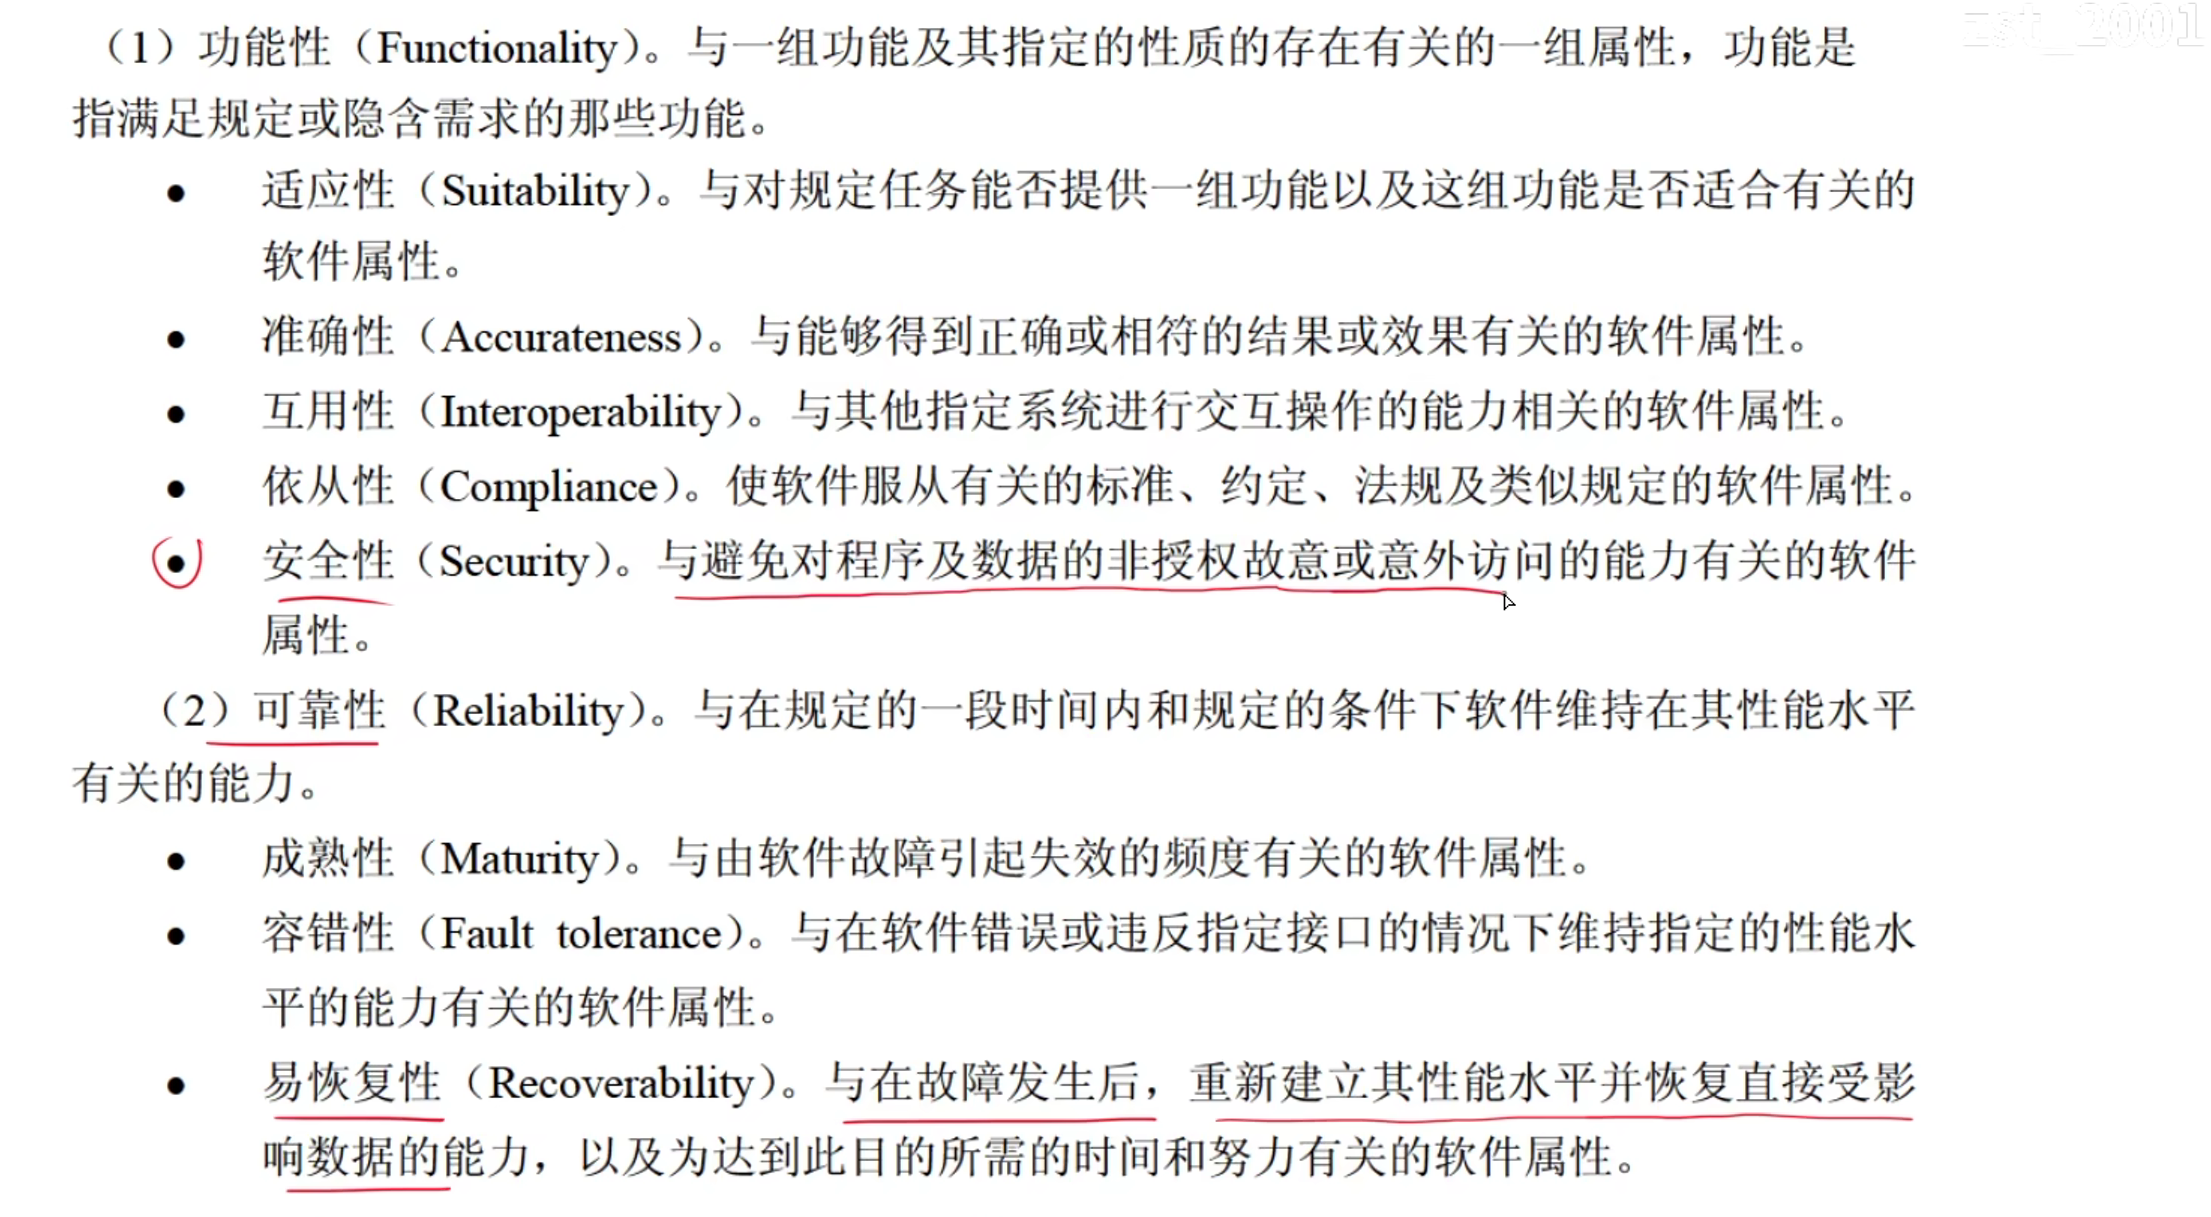 zst_2001
（1）功能性（Functionality）。与一组功能及其指定的性质的存在有关的一组属性，功能是
指满足规定或隐含需求的那些功能。
● 适应性（Suitability）。与对规定任务能否提供一组功能以及这组功能是否适合有关的
软件属性。
● 准确性（Accurateness）。与能够得到正确或相符的结果或效果有关的软件属性。
● 互用性（Interoperability）。与其他指定系统进行交互操作的能力相关的软件属性。
● 依从性（Compliance）。使软件服从有关的标准、约定、法规及类似规定的软件属性。
● 安全性（Security）。与避免对程序及数据的非授权故意或意外访问的能力有关的软件
属性。
（2）可靠性（Reliability）。与在规定的一段时间内和规定的条件下软件维持在其性能水平
有关的能力。
● 成熟性（Maturity）。与由软件故障引起失效的频度有关的软件属性。
● 容错性（Fault tolerance）。与在软件错误或违反指定接口的情况下维持指定的性能水
平的能力有关的软件属性。
● 易恢复性（Recoverability）。与在故障发生后，重新建立其性能水平并恢复直接受影
响数据的能力，以及为达到此目的所需的时间和努力有关的软件属性。